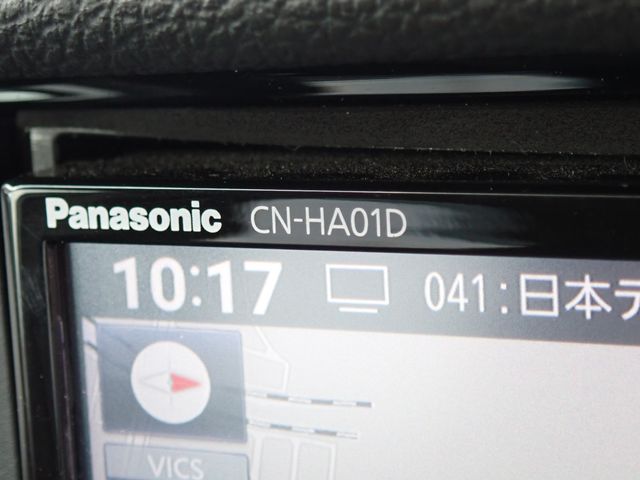 Panasonic CN-HA01D
10:17 041:日本テ
VICS